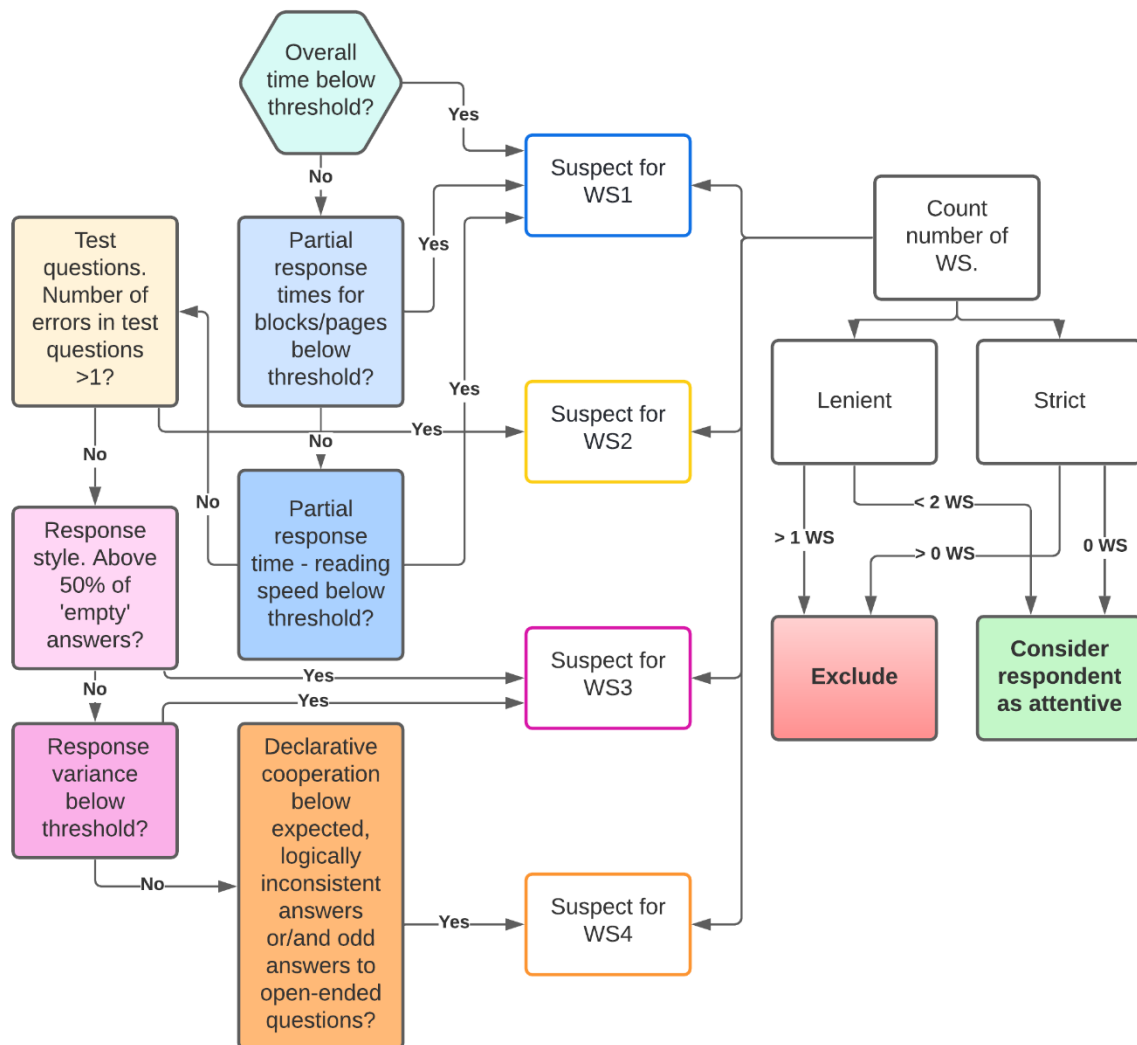 Overall
time below
threshold?
Yes
No
Suspect for
WS1
Count
number of
WS.
Test
questions.
Number of
errors in test
questions
>1?
Partial
response
times for
blocks/pages
below
threshold?
Yes
Yes
Lenient
Strict
Suspect for
WS2
Yes
No
No
No
Partial
response
time - reading
speed below
threshold?
Response
style. Above
50% of
'empty'
answers?
< 2 WS
> 1 WS
> 0 WS
0 WS
Suspect for
WS3
Yes
No
Yes
Exclude
Consider
respondent
as attentive
Response
variance
below
threshold?
No
Declarative
cooperation
below
expected,
logically
inconsistent
answers
or/and odd
answers to
open-ended
questions?
Yes
Suspect for
WS4